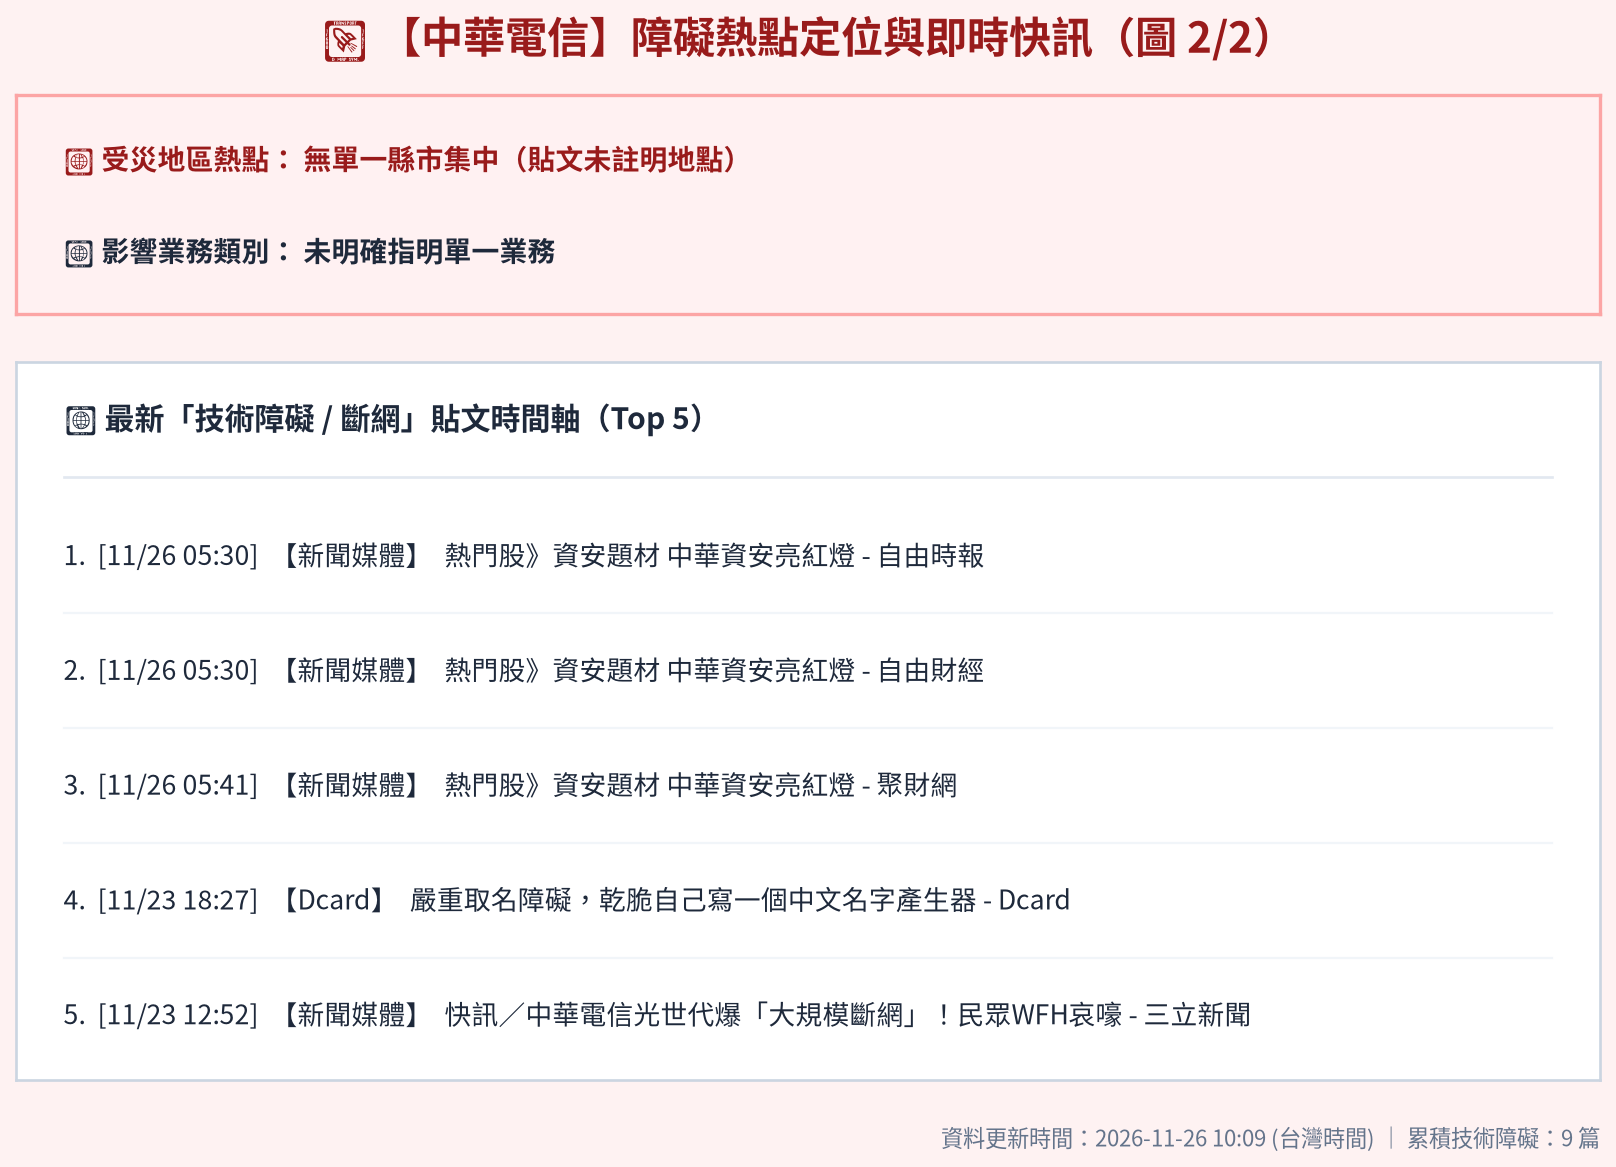 【中華電信】障礙熱點定位與即時快訊（圖 2/2）
受災地區熱點： 無單一縣市集中（貼文未註明地點）
影響業務類別： 未明確指明單一業務
最新「技術障礙 / 斷網」貼文時間軸（Top 5）
1. [11/26 05:30] 【新聞媒體】 熱門股》資安題材 中華資安亮紅燈 - 自由時報
2. [11/26 05:30] 【新聞媒體】 熱門股》資安題材 中華資安亮紅燈 - 自由財經
3. [11/26 05:41] 【新聞媒體】 熱門股》資安題材 中華資安亮紅燈 - 聚財網
4. [11/23 18:27] 【Dcard】 嚴重取名障礙，乾脆自己寫一個中文名字產生器 - Dcard
5. [11/23 12:52] 【新聞媒體】 快訊／中華電信光世代爆「大規模斷網」！民眾WFH哀嚎 - 三立新聞
資料更新時間：2026-11-26 10:09 (台灣時間) ｜ 累積技術障礙：9 篇